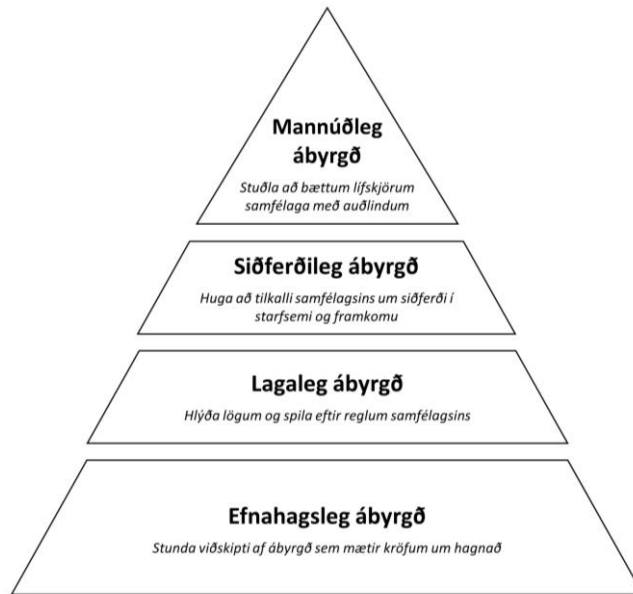 Mannúðleg
ábyrgð
Stuðla að bættum lífskjörum
samfélaga með auðlindum
Siðferðileg ábyrgð
Huga að tilkalli samfélagsins um siðferði í
starfsemi og framkomu
Lagaleg ábyrgð
Hlýða lögum og spila eftir reglum samfélagsins
Efnahagsleg ábyrgð
Stunda viðskipti af ábyrgð sem mætir kröfum um hagnað